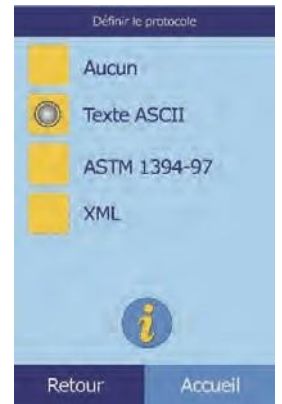 Définir le protocole
Aucun
Texte ASCII
ASTM 1394-97
XML
i
Retour Accueil